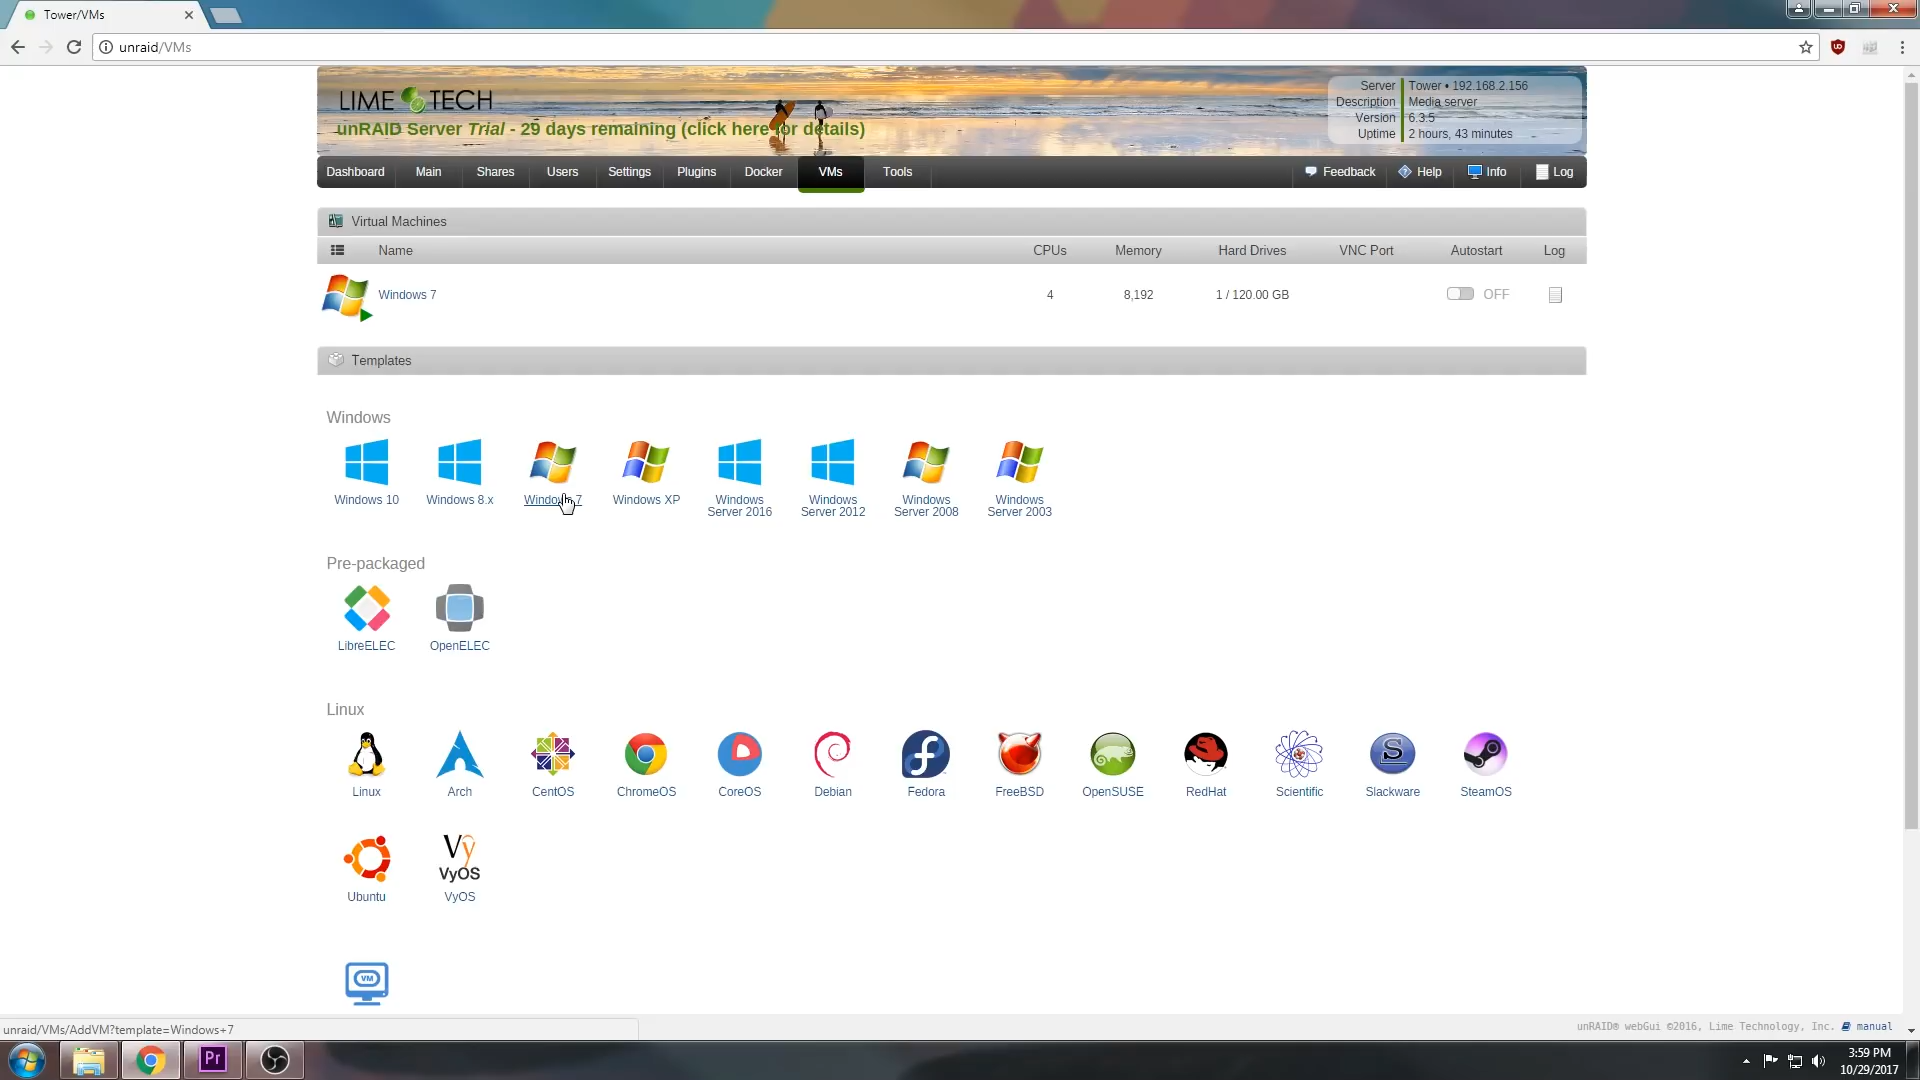 Tower/VMs
unraid/VMs
LIME TECH
unRAID Server Trial - 29 days remaining (click here for details)
Server Tower • 192.168.2.156
Description Media server
Version 6.3.5
Uptime 2 hours, 43 minutes
Dashboard Main Shares Users Settings Plugins Docker VMs Tools Feedback Help Info Log
Virtual Machines
Name CPUs Memory Hard Drives VNC Port Autostart Log
Windows 7 4 8,192 1 / 120.00 GB OFF
Templates
Windows
Windows 10 Windows 8.x Windows 7 Windows XP Windows Server 2016 Windows Server 2012 Windows Server 2008 Windows Server 2003
Pre-packaged
LibreELEC OpenELEC
Linux
Linux Arch CentOS ChromeOS CoreOS Debian Fedora FreeBSD OpenSUSE RedHat Scientific Slackware SteamOS
VyOS
Ubuntu VyOS
VM
unraid/VMs/AddVM?template=Windows+7
unRAID® webGui ©2016, Lime Technology, Inc. manual
Pr
3:59 PM
10/29/2017